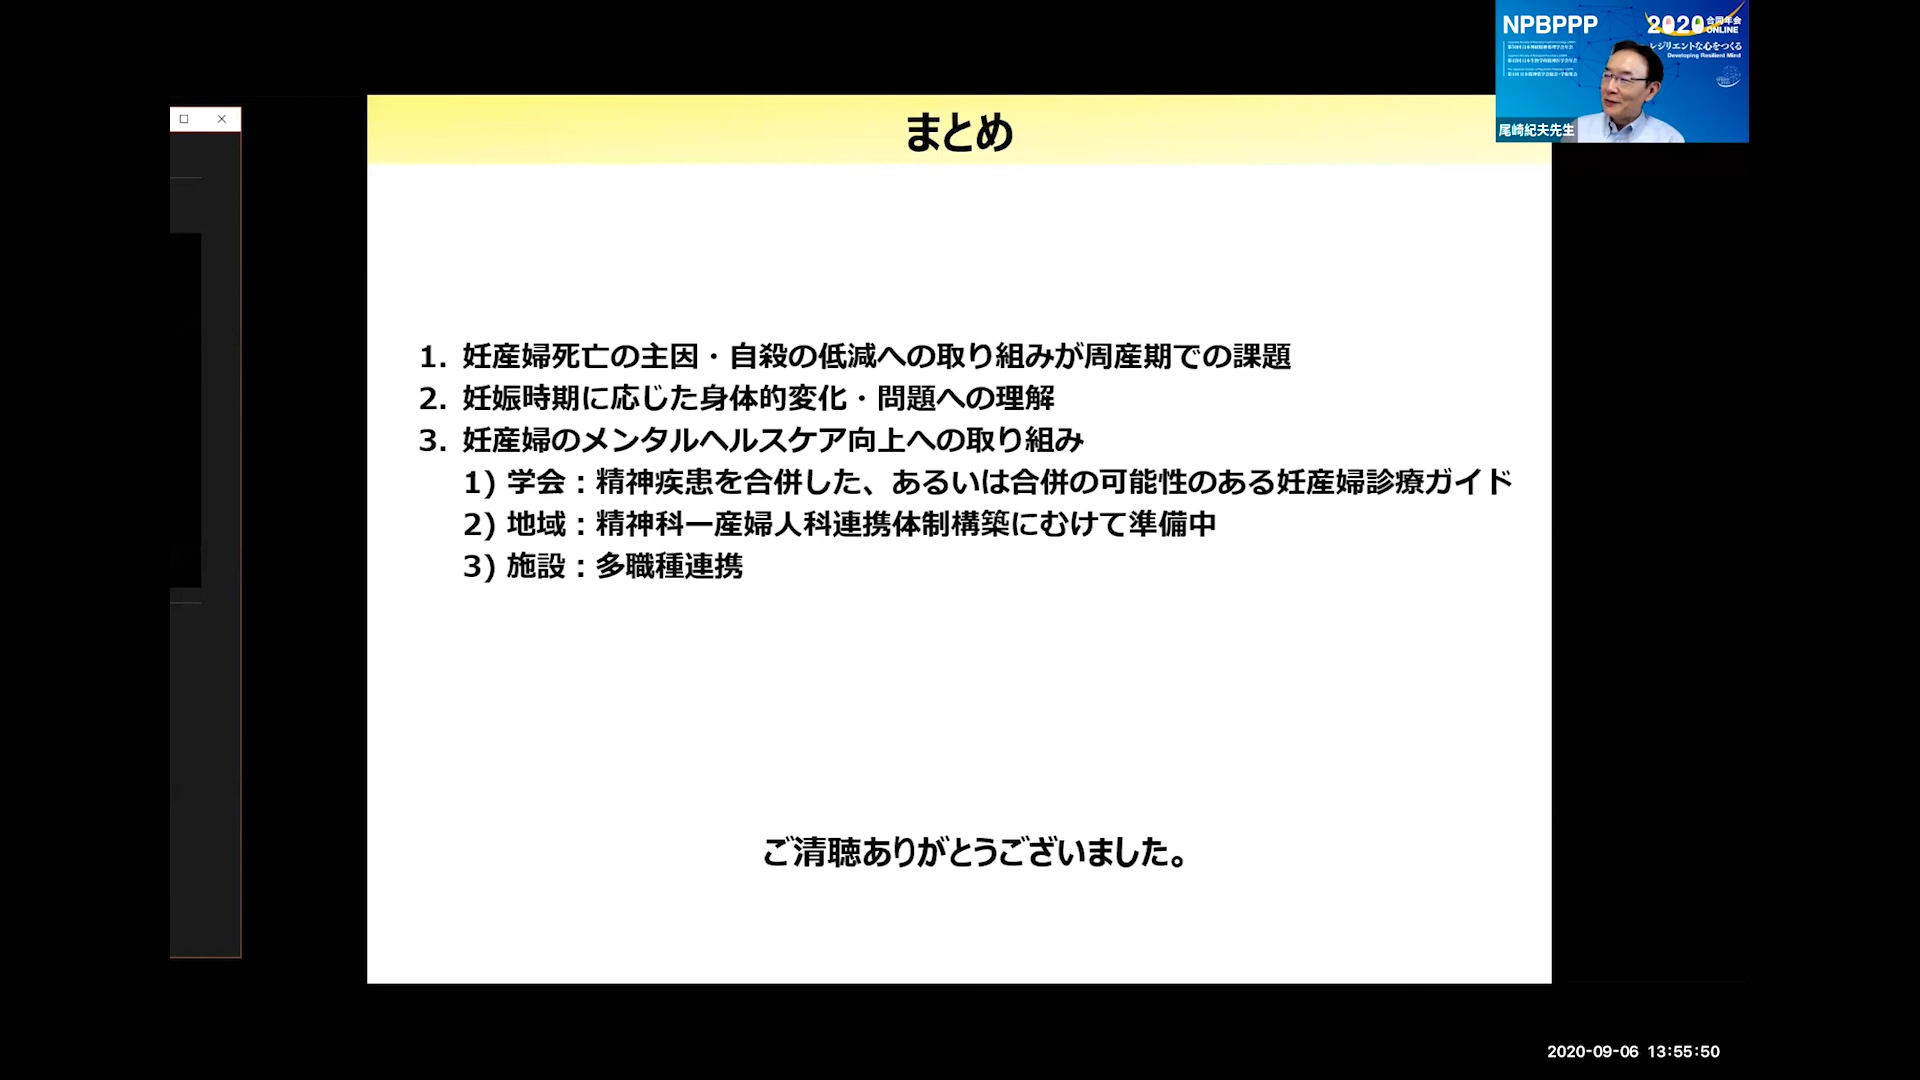 NPBPPP
2020 合同年会
ONLINE
レジリエントな心をつくる
Developing Resilient Mind
尾崎紀夫先生
まとめ
1. 妊産婦死亡の主因・自殺の低減への取り組みが周産期での課題
2. 妊娠時期に応じた身体的変化・問題への理解
3. 妊産婦のメンタルヘルスケア向上への取り組み
1) 学会：精神疾患を合併した、あるいは合併の可能性のある妊産婦診療ガイド
2) 地域：精神科ー産婦人科連携体制構築にむけて準備中
3) 施設：多職種連携
ご清聴ありがとうございました。
2020-09-06 13:55:50